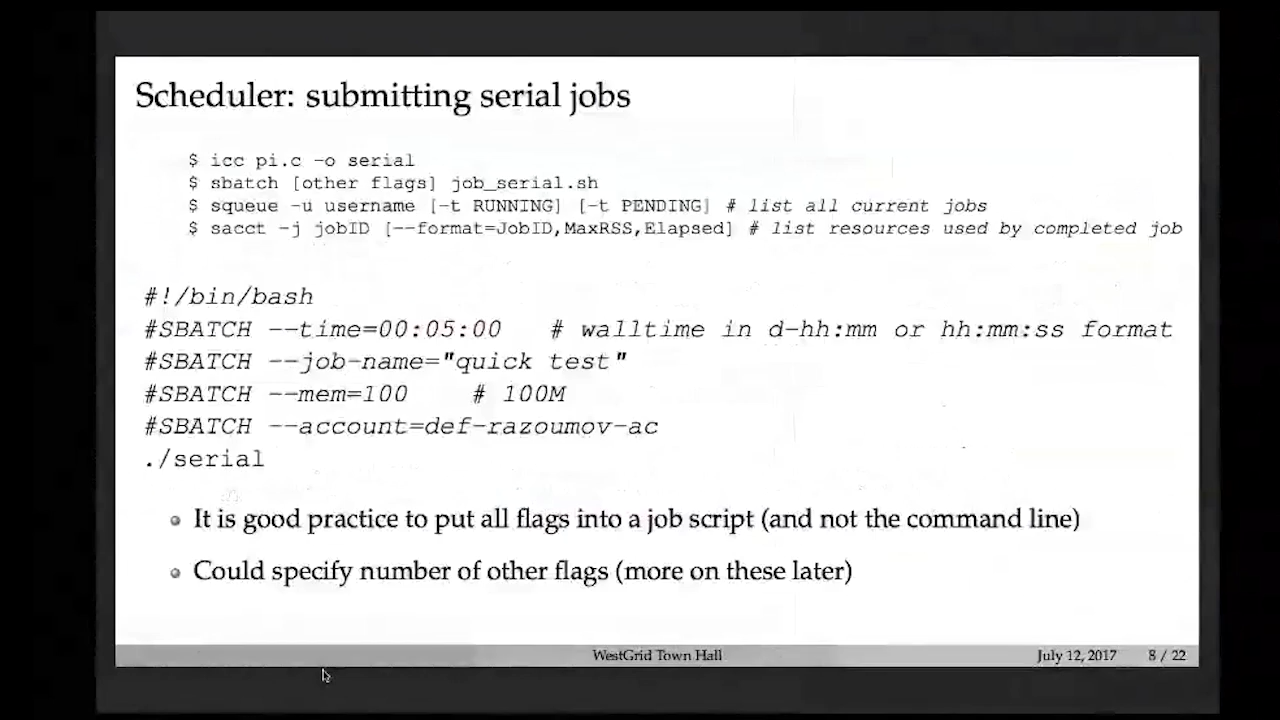 Scheduler: submitting serial jobs
$ icc pi.c -o serial
$ sbatch [other flags] job_serial.sh
$ squeue -u username [-t RUNNING] [-t PENDING] # list all current jobs
$ sacct -j jobID [--format=JobID,MaxRSS,Elapsed] # list resources used by completed job
#!/bin/bash
#SBATCH --time=00:05:00 # walltime in d-hh:mm or hh:mm:ss format
#SBATCH --job-name="quick test"
#SBATCH --mem=100 # 100M
#SBATCH --account=def-razoumov-ac
./serial
It is good practice to put all flags into a job script (and not the command line)
Could specify number of other flags (more on these later)
WestGrid Town Hall July 12, 2017 8 / 22